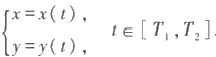 x = x ( t ) ,
y = y ( t ) ,
t ∈ [ T₁ , T₂ ].